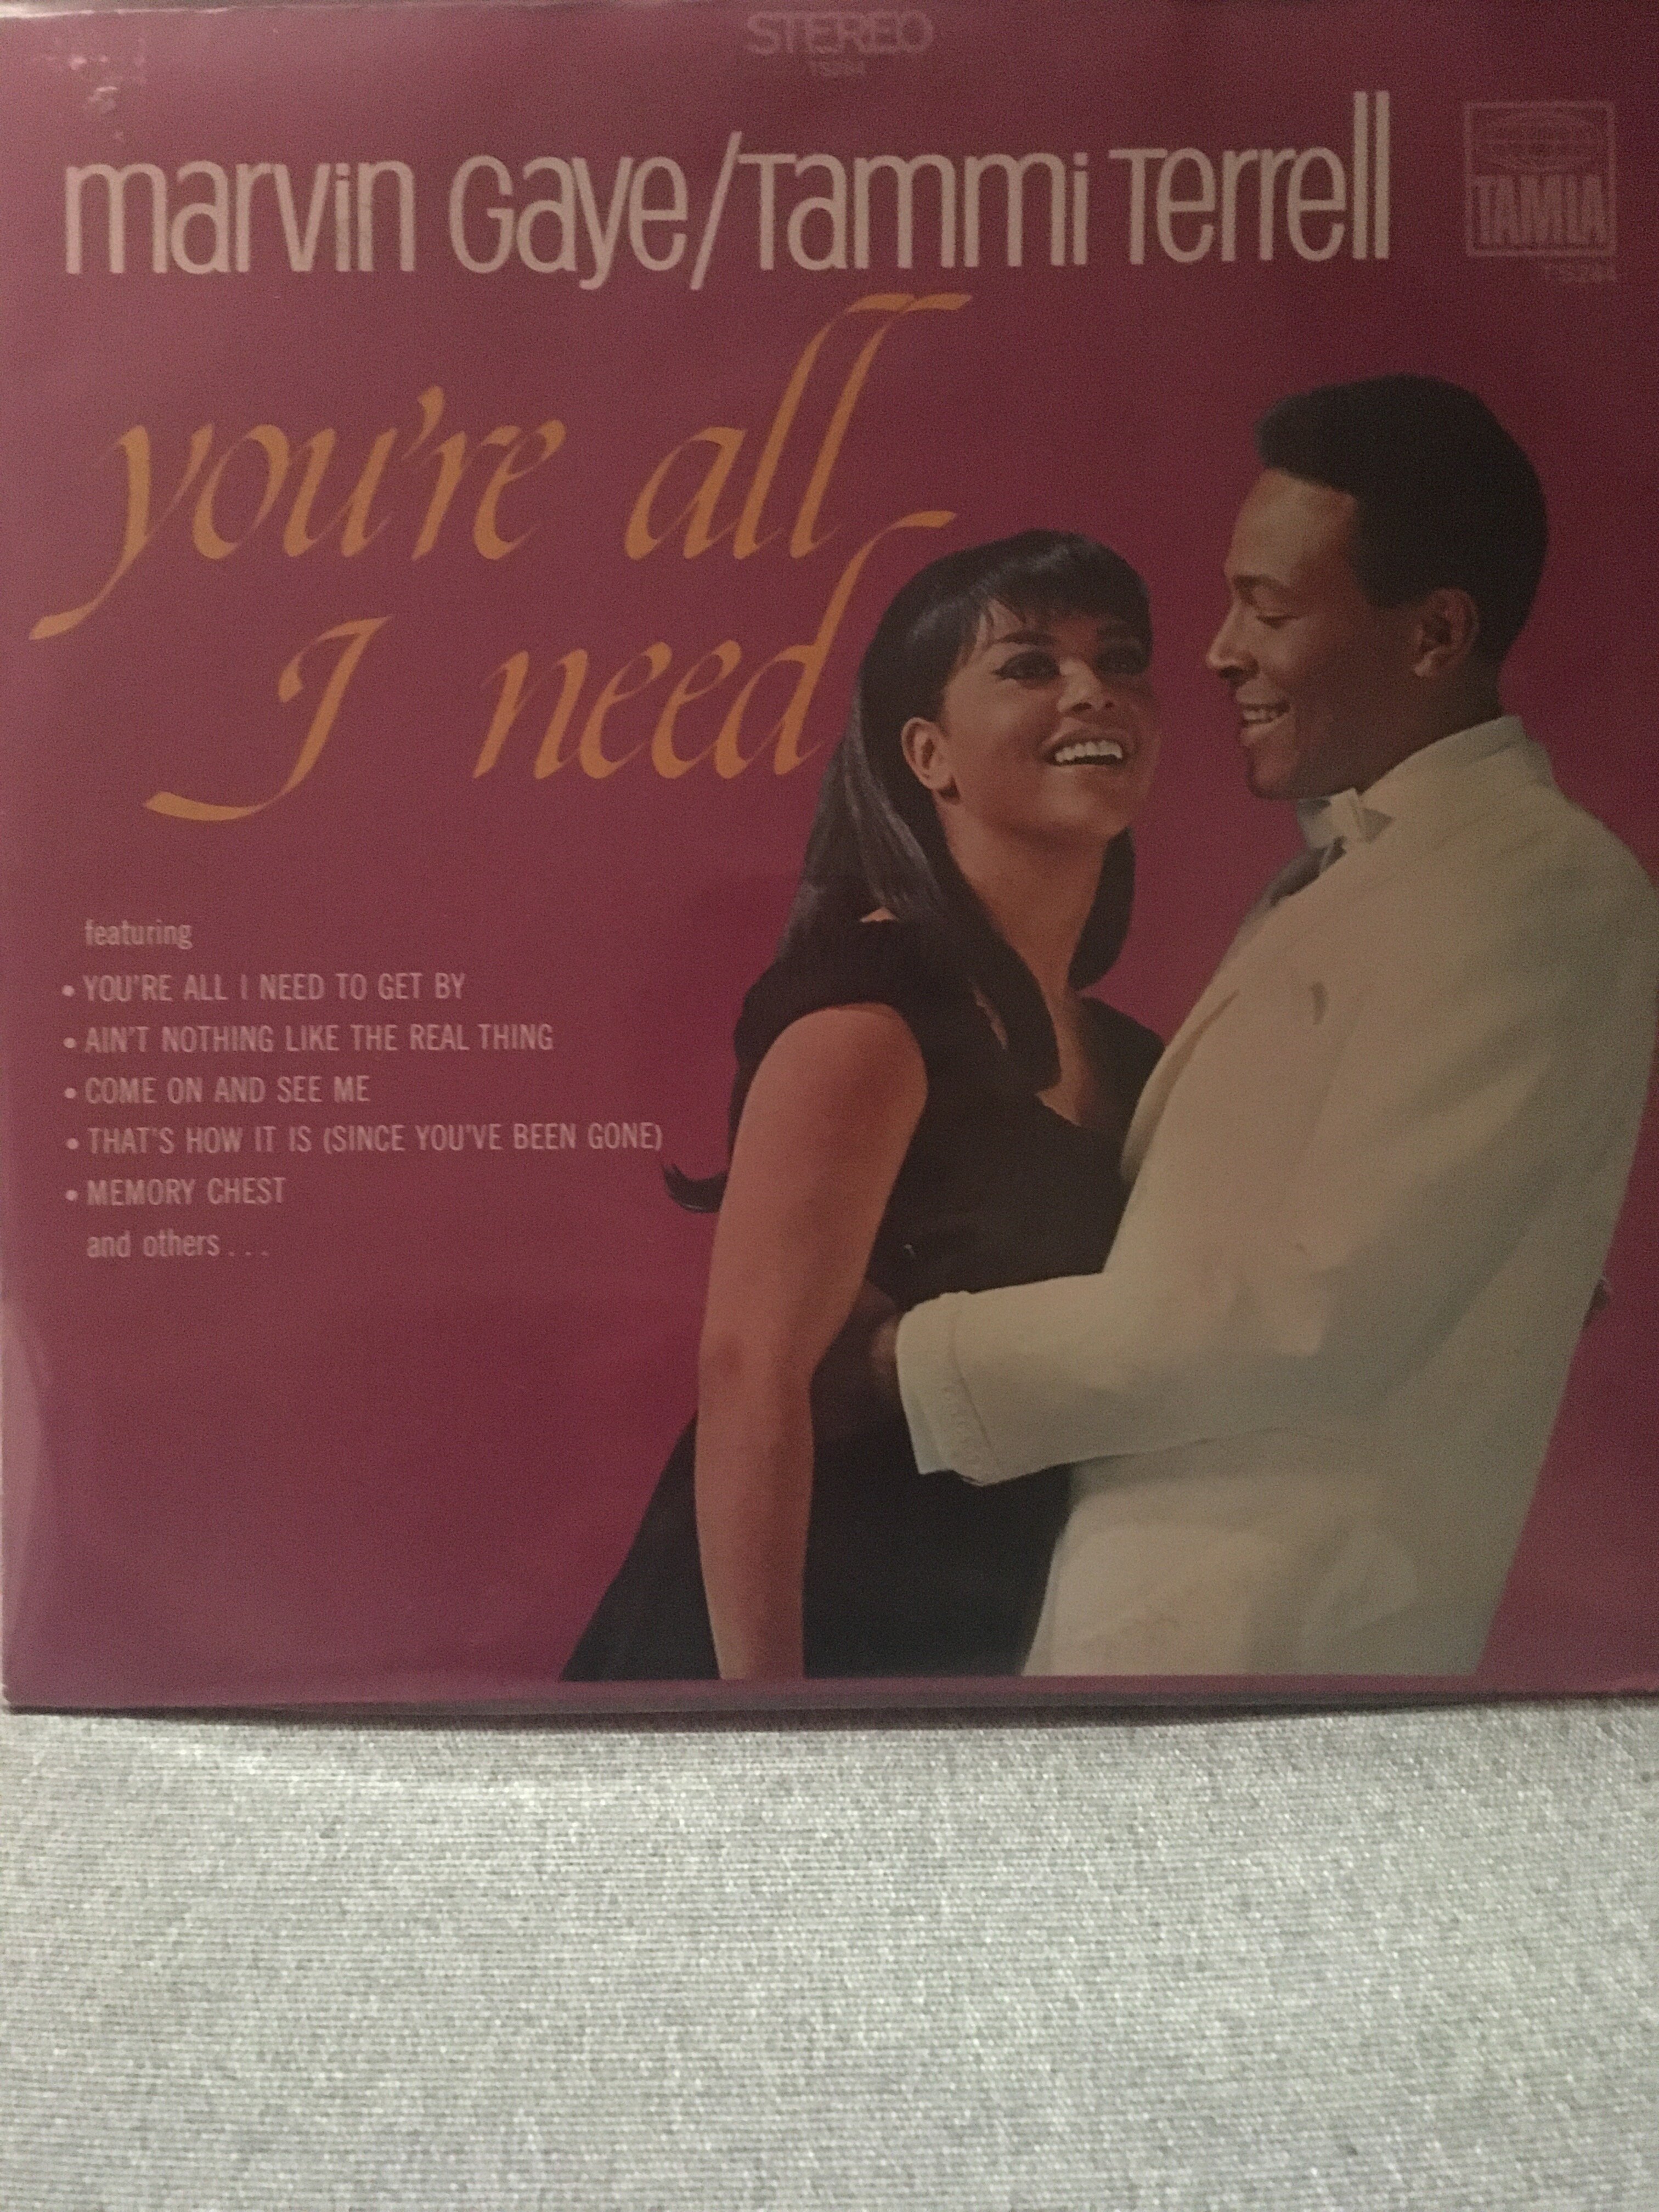 STEREO
TS284
marvin Gaye/Tammi Terrell
TAMLA
TS284
you're all
I need
featuring
• YOU'RE ALL I NEED TO GET BY
• AIN'T NOTHING LIKE THE REAL THING
• COME ON AND SEE ME
• THAT'S HOW IT IS (SINCE YOU'VE BEEN GONE)
• MEMORY CHEST
and others . . .